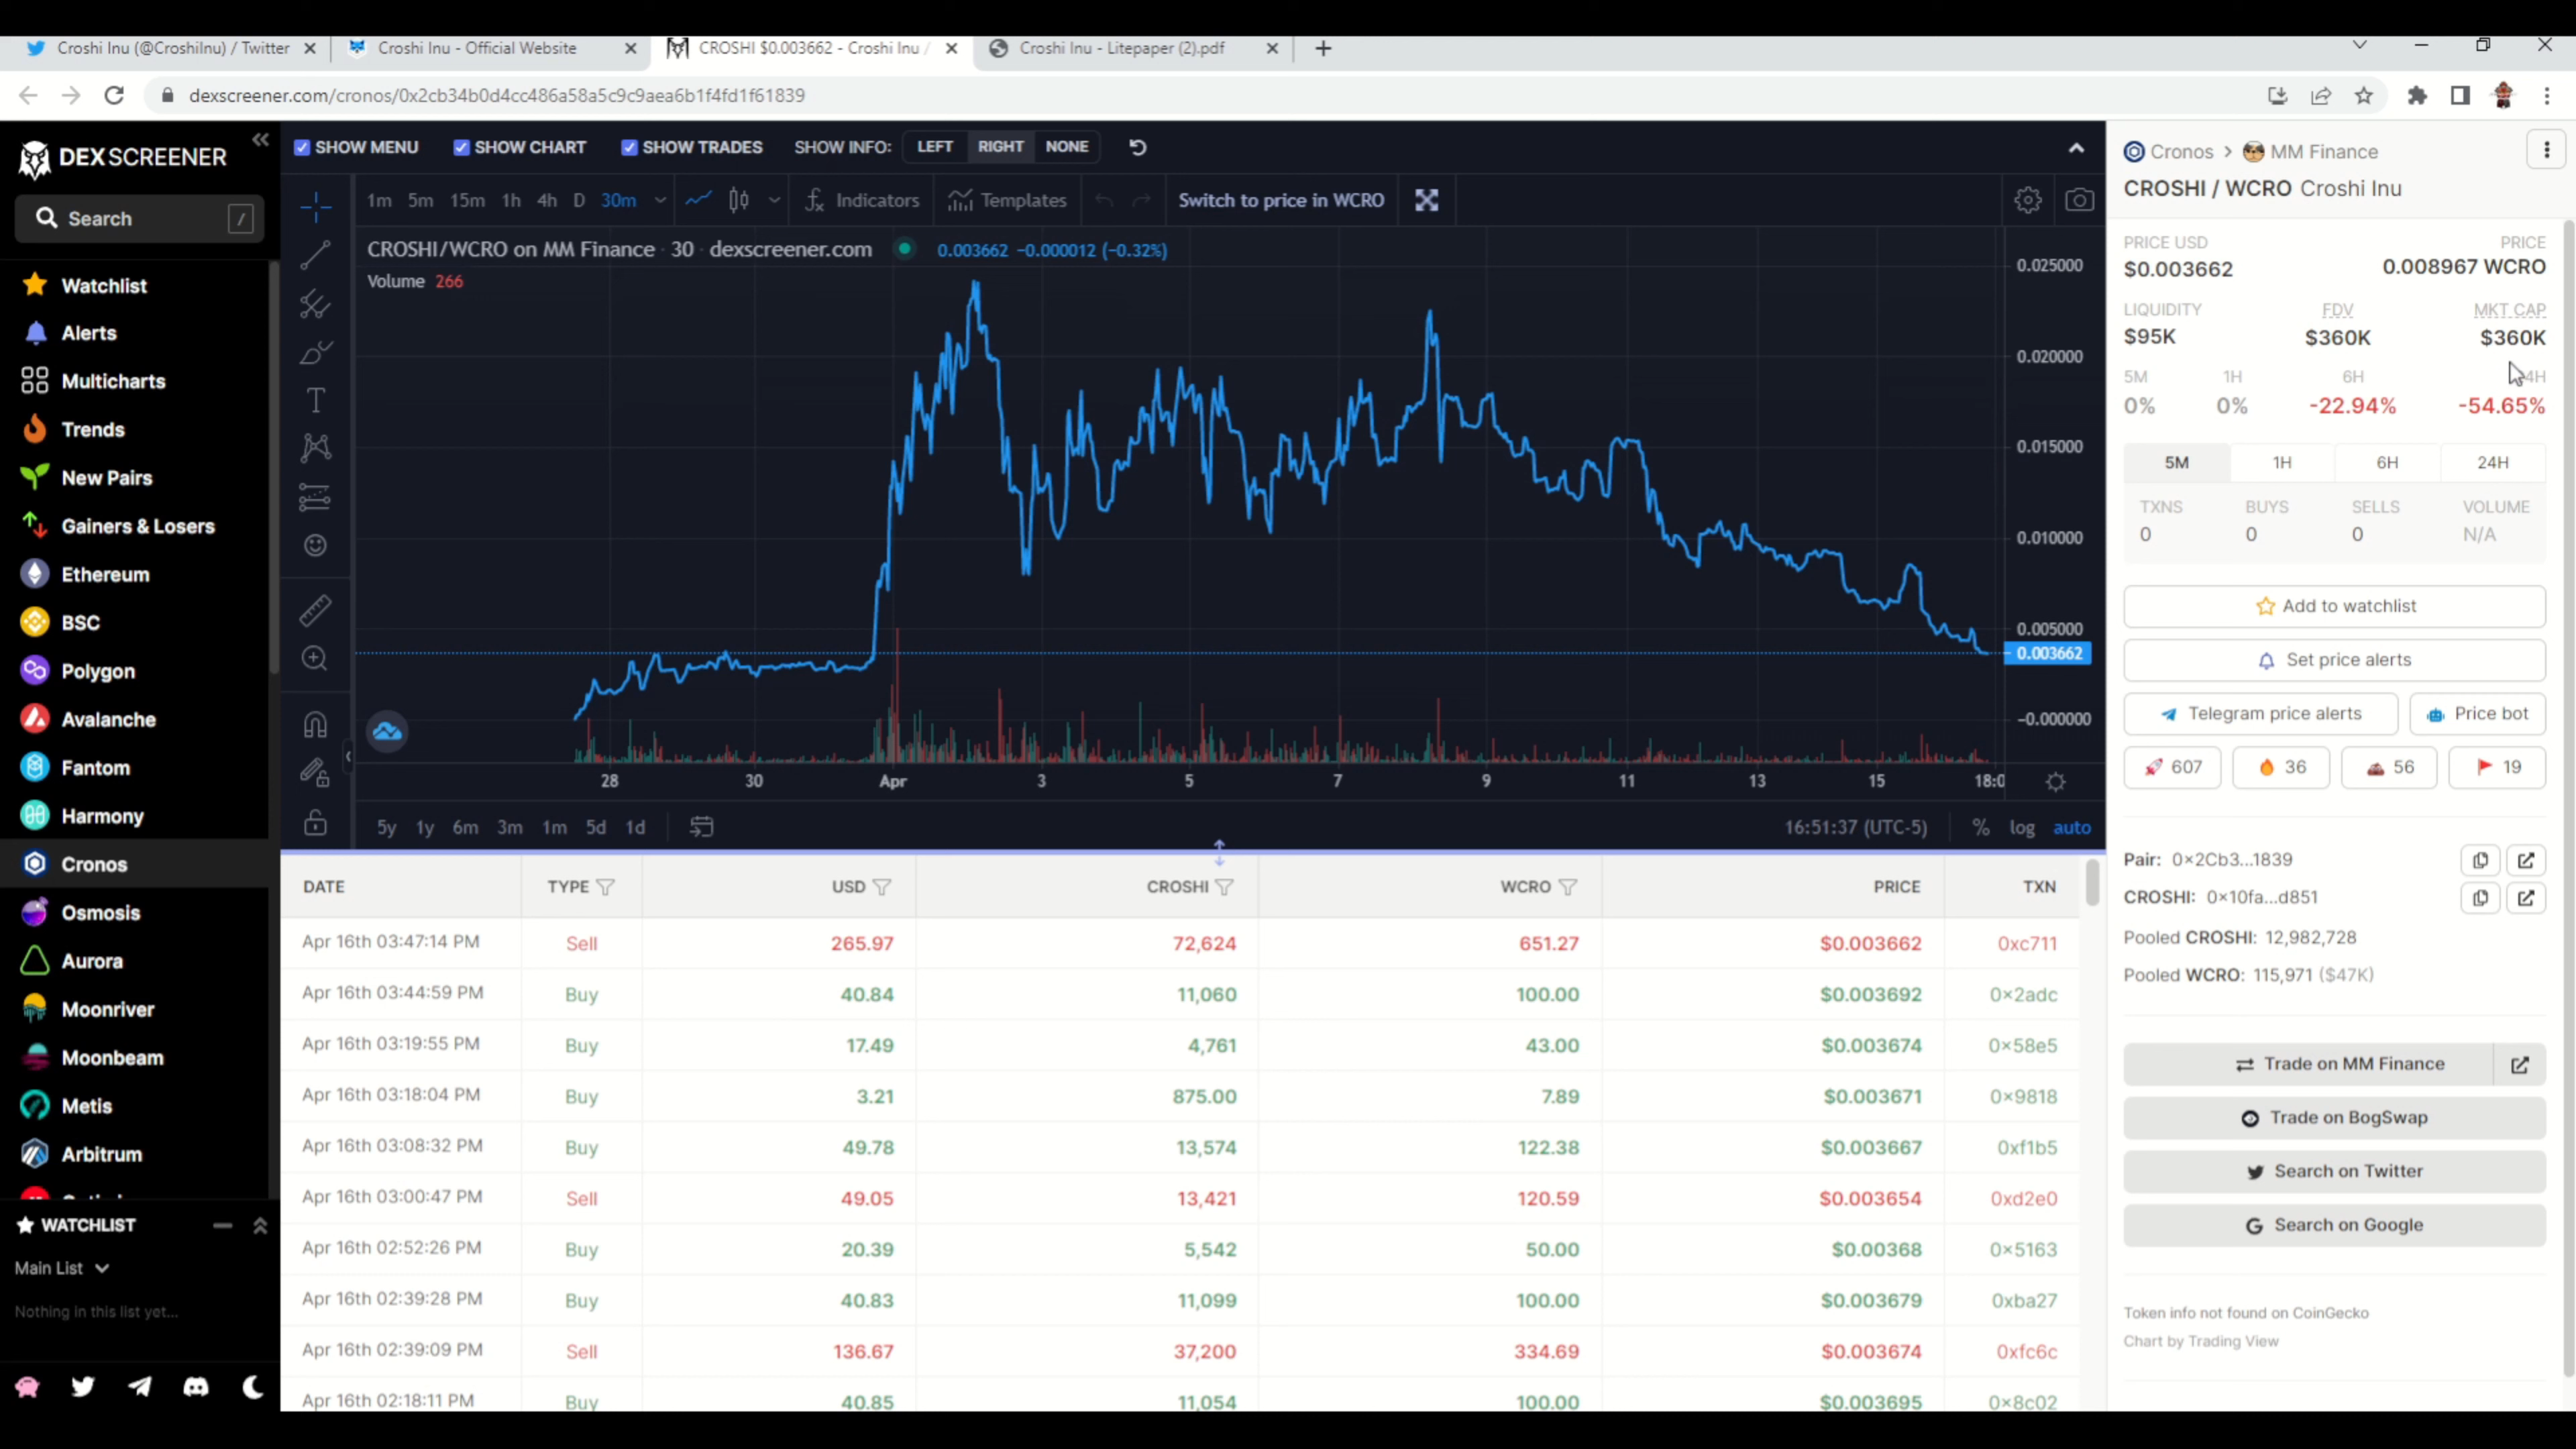 Croshi Inu (@CroshiInu) / Twitter
Croshi Inu - Official Website
CROSHI $0.003662 - Croshi Inu /
Croshi Inu - Litepaper (2).pdf
dexscreener.com/cronos/0x2cb34b0d4cc486a58a5c9c9aea6b1f4fd1f61839
DEX SCREENER
Search /
Watchlist
Alerts
Multicharts
Trends
New Pairs
Gainers & Losers
Ethereum
BSC
Polygon
Avalanche
Fantom
Harmony
Cronos
Osmosis
Aurora
Moonriver
Moonbeam
Metis
Arbitrum
WATCHLIST
Main List
Nothing in this list yet...
SHOW MENU SHOW CHART SHOW TRADES SHOW INFO: LEFT RIGHT NONE
1m 5m 15m 1h 4h D 30m Indicators Templates Switch to price in WCRO
CROSHI/WCRO on MM Finance · 30 · dexscreener.com 0.003662 −0.000012 (−0.32%)
Volume 266
0.025000
0.020000
0.015000
0.010000
0.005000
0.003662
−0.000000
28 30 Apr 3 5 7 9 11 13 15 18:0
5y 1y 6m 3m 1m 5d 1d 16:51:37 (UTC-5) % log auto
DATE TYPE USD CROSHI WCRO PRICE TXN
Apr 16th 03:47:14 PM Sell 265.97 72,624 651.27 $0.003662 0xc711
Apr 16th 03:44:59 PM Buy 40.84 11,060 100.00 $0.003692 0x2adc
Apr 16th 03:19:55 PM Buy 17.49 4,761 43.00 $0.003674 0x58e5
Apr 16th 03:18:04 PM Buy 3.21 875.00 7.89 $0.003671 0x9818
Apr 16th 03:08:32 PM Buy 49.78 13,574 122.38 $0.003667 0xf1b5
Apr 16th 03:00:47 PM Sell 49.05 13,421 120.59 $0.003654 0xd2e0
Apr 16th 02:52:26 PM Buy 20.39 5,542 50.00 $0.00368 0x5163
Apr 16th 02:39:28 PM Buy 40.83 11,099 100.00 $0.003679 0xba27
Apr 16th 02:39:09 PM Sell 136.67 37,200 334.69 $0.003674 0xfc6c
Apr 16th 02:18:11 PM Buy 40.85 11,054 100.00 $0.003695 0x8c02
Cronos > MM Finance
CROSHI / WCRO Croshi Inu
PRICE USD PRICE
$0.003662 0.008967 WCRO
LIQUIDITY FDV MKT CAP
$95K $360K $360K
5M 1H 6H 4H
0% 0% -22.94% -54.65%
5M 1H 6H 24H
TXNS BUYS SELLS VOLUME
0 0 0 N/A
Add to watchlist
Set price alerts
Telegram price alerts Price bot
607 36 56 19
Pair: 0x2Cb3...1839
CROSHI: 0x10fa...d851
Pooled CROSHI: 12,982,728
Pooled WCRO: 115,971 ($47K)
Trade on MM Finance
Trade on BogSwap
Search on Twitter
Search on Google
Token info not found on CoinGecko
Chart by Trading View